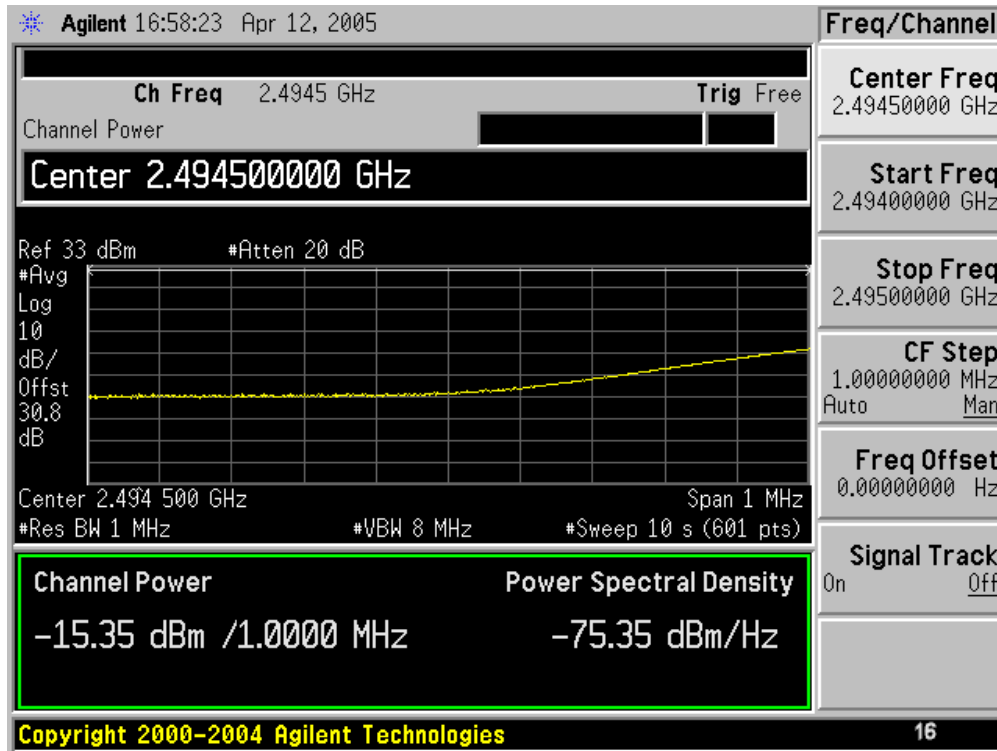 Agilent 16:58:23 Apr 12, 2005
Freq/Channel
Ch Freq 2.4945 GHz Trig Free
Channel Power
Center 2.494500000 GHz
Ref 33 dBm #Atten 20 dB
#Avg
Log
10
dB/
Offst
30.8
dB
Center 2.494 500 GHz Span 1 MHz
#Res BW 1 MHz #VBW 8 MHz #Sweep 10 s (601 pts)
Channel Power Power Spectral Density
-15.35 dBm /1.0000 MHz -75.35 dBm/Hz
Center Freq
2.49450000 GHz
Start Freq
2.49400000 GHz
Stop Freq
2.49500000 GHz
CF Step
1.00000000 MHz
Auto Man
Freq Offset
0.00000000 Hz
Signal Track
On Off
Copyright 2000-2004 Agilent Technologies 16